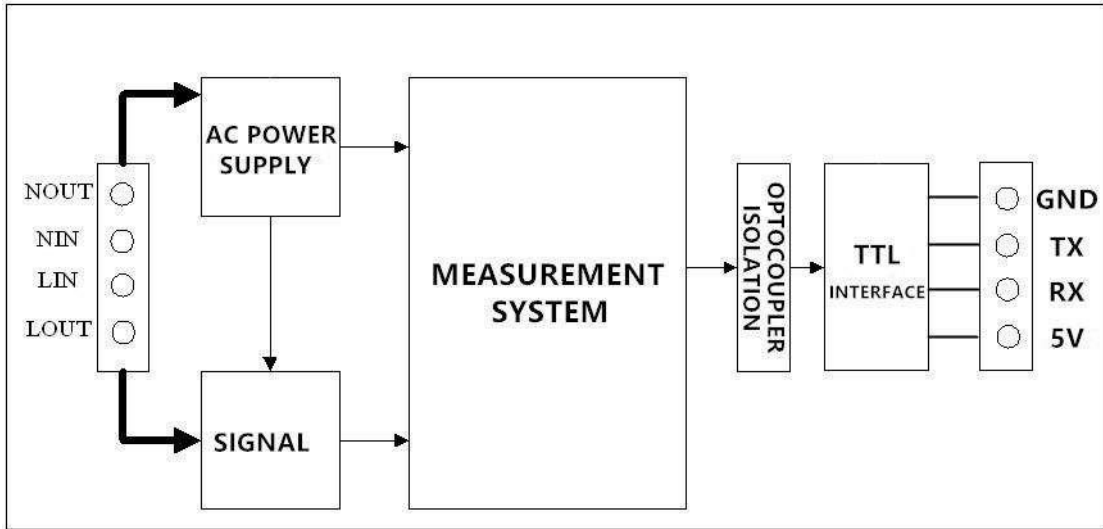 NOUT
NIN
LIN
LOUT
AC POWER
SUPPLY
SIGNAL
MEASUREMENT
SYSTEM
OPTOCOUPLER
ISOLATION
TTL
INTERFACE
GND
TX
RX
5V